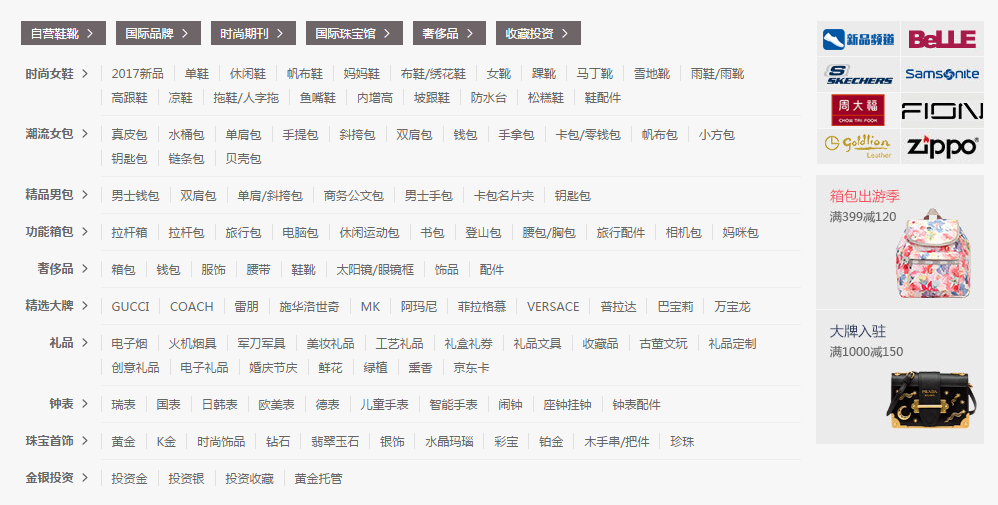 自营鞋靴 国际品牌 时尚期刊 国际珠宝馆 奢侈品 收藏投资
时尚女鞋 2017新品 单鞋 休闲鞋 帆布鞋 妈妈鞋 布鞋/绣花鞋 女靴 踝靴 马丁靴 雪地靴 雨鞋/雨靴
高跟鞋 凉鞋 拖鞋/人字拖 鱼嘴鞋 内增高 坡跟鞋 防水台 松糕鞋 鞋配件
潮流女包 真皮包 水桶包 单肩包 手提包 斜挎包 双肩包 钱包 手拿包 卡包/零钱包 帆布包 小方包
钥匙包 链条包 贝壳包
精品男包 男士钱包 双肩包 单肩/斜挎包 商务公文包 男士手包 卡包名片夹 钥匙包
功能箱包 拉杆箱 拉杆包 旅行包 电脑包 休闲运动包 书包 登山包 腰包/胸包 旅行配件 相机包 妈咪包
奢侈品 箱包 钱包 服饰 腰带 鞋靴 太阳镜/眼镜框 饰品 配件
精选大牌 GUCCI COACH 雷朋 施华洛世奇 MK 阿玛尼 菲拉格慕 VERSACE 普拉达 巴宝莉 万宝龙
礼品 电子烟 火机烟具 军刀军具 美妆礼品 工艺礼品 礼盒礼券 礼品文具 收藏品 古董文玩 礼品定制
创意礼品 电子礼品 婚庆节庆 鲜花 绿植 熏香 京东卡
钟表 瑞表 国表 日韩表 欧美表 德表 儿童手表 智能手表 闹钟 座钟挂钟 钟表配件
珠宝首饰 黄金 K金 时尚饰品 钻石 翡翠玉石 银饰 水晶玛瑙 彩宝 铂金 木手串/把件 珍珠
金银投资 投资金 投资银 投资收藏 黄金托管
新品频道 BeLLE
SKECHERS Samsonite
周大福
CHOW TAI FOOK FION
goldlion
Leather zippo
箱包出游季
满399减120
大牌入驻
满1000减150
PRADA